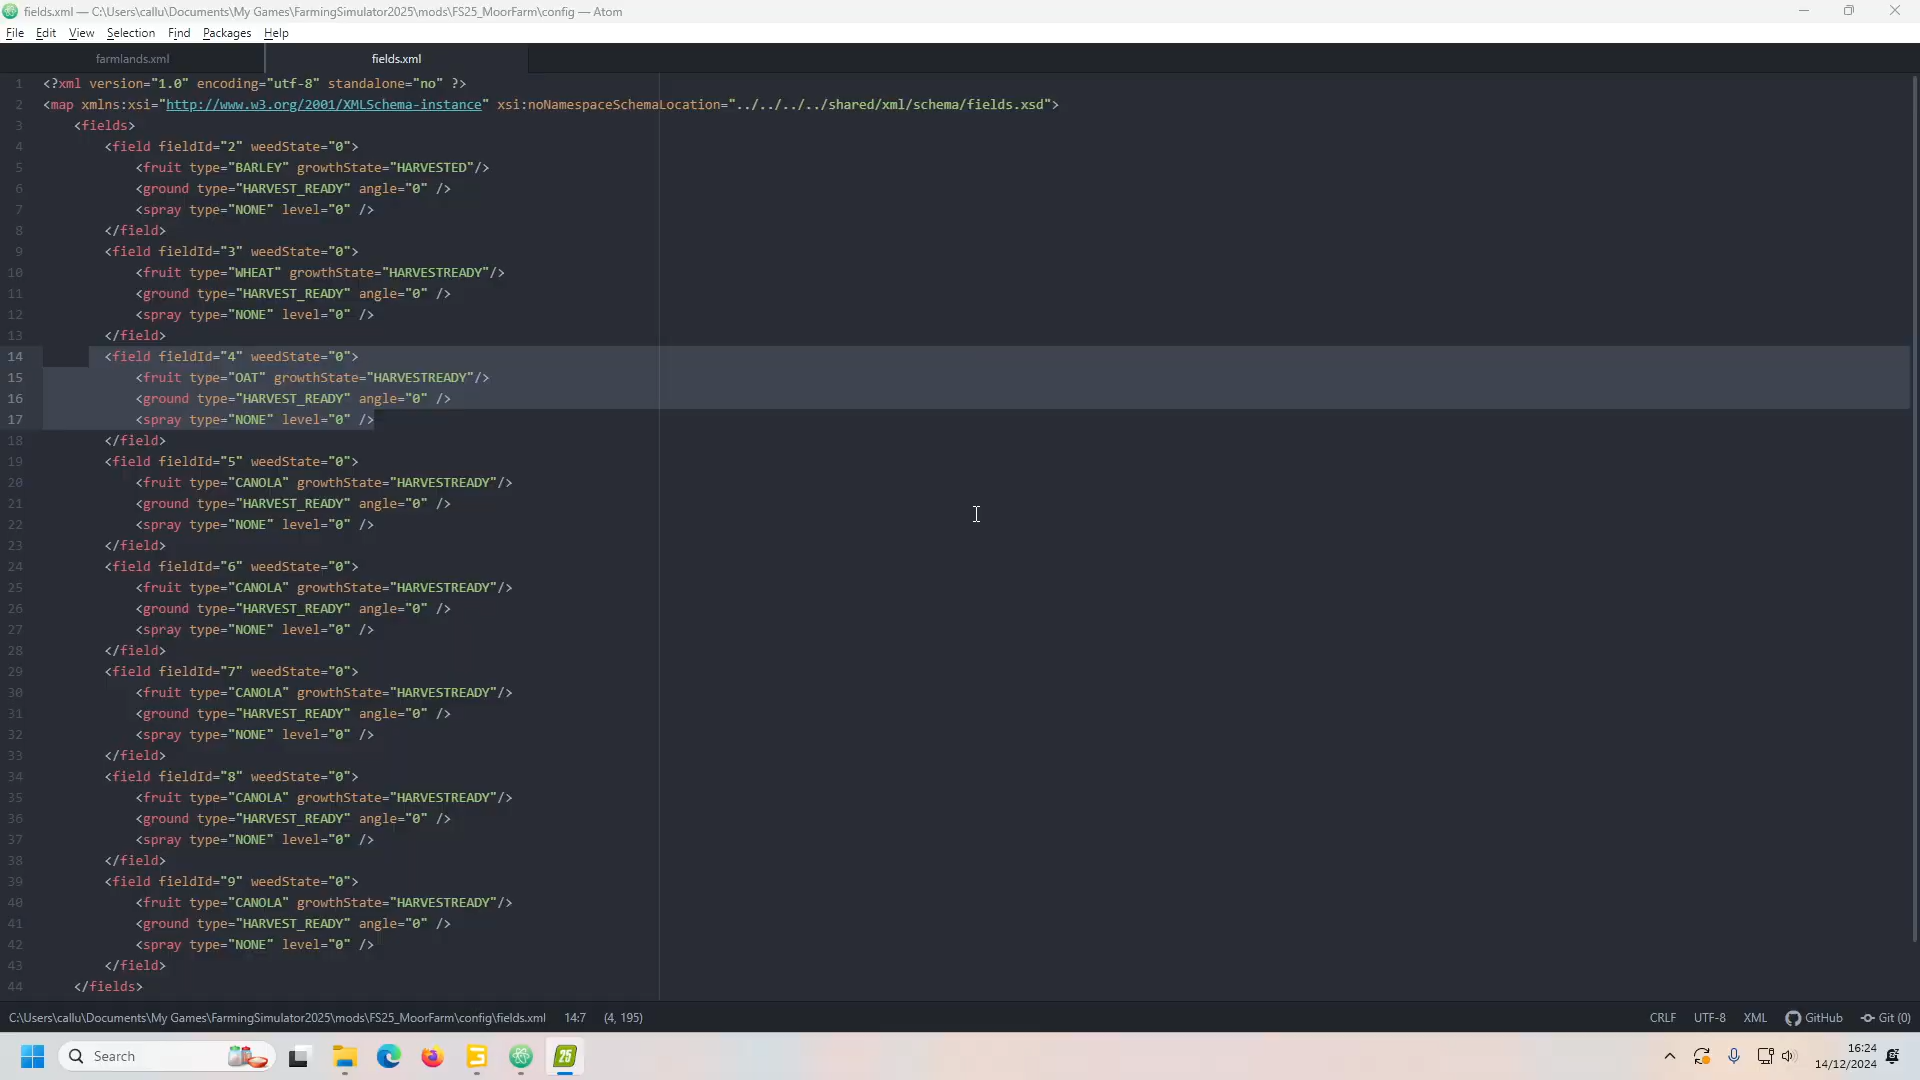 fields.xml — C:\Users\callu\Documents\My Games\FarmingSimulator2025\mods\FS25_MoorFarm\config — Atom
File Edit View Selection Find Packages Help
farmlands.xml fields.xml
1 <?xml version="1.0" encoding="utf-8" standalone="no" ?>
2 <map xmlns:xsi="http://www.w3.org/2001/XMLSchema-instance" xsi:noNamespaceSchemaLocation="../../../../shared/xml/schema/fields.xsd">
3 <fields>
4 <field fieldId="2" weedState="0">
5 <fruit type="BARLEY" growthState="HARVESTED"/>
6 <ground type="HARVEST_READY" angle="0" />
7 <spray type="NONE" level="0" />
8 </field>
9 <field fieldId="3" weedState="0">
10 <fruit type="WHEAT" growthState="HARVESTREADY"/>
11 <ground type="HARVEST_READY" angle="0" />
12 <spray type="NONE" level="0" />
13 </field>
14 <field fieldId="4" weedState="0">
15 <fruit type="OAT" growthState="HARVESTREADY"/>
16 <ground type="HARVEST_READY" angle="0" />
17 <spray type="NONE" level="0" />
18 </field>
19 <field fieldId="5" weedState="0">
20 <fruit type="CANOLA" growthState="HARVESTREADY"/>
21 <ground type="HARVEST_READY" angle="0" />
22 <spray type="NONE" level="0" />
23 </field>
24 <field fieldId="6" weedState="0">
25 <fruit type="CANOLA" growthState="HARVESTREADY"/>
26 <ground type="HARVEST_READY" angle="0" />
27 <spray type="NONE" level="0" />
28 </field>
29 <field fieldId="7" weedState="0">
30 <fruit type="CANOLA" growthState="HARVESTREADY"/>
31 <ground type="HARVEST_READY" angle="0" />
32 <spray type="NONE" level="0" />
33 </field>
34 <field fieldId="8" weedState="0">
35 <fruit type="CANOLA" growthState="HARVESTREADY"/>
36 <ground type="HARVEST_READY" angle="0" />
37 <spray type="NONE" level="0" />
38 </field>
39 <field fieldId="9" weedState="0">
40 <fruit type="CANOLA" growthState="HARVESTREADY"/>
41 <ground type="HARVEST_READY" angle="0" />
42 <spray type="NONE" level="0" />
43 </field>
44 </fields>
C:\Users\callu\Documents\My Games\FarmingSimulator2025\mods\FS25_MoorFarm\config\fields.xml 14:7 (4, 195) CRLF UTF-8 XML GitHub Git (0)
Search 25 16:24
14/12/2024